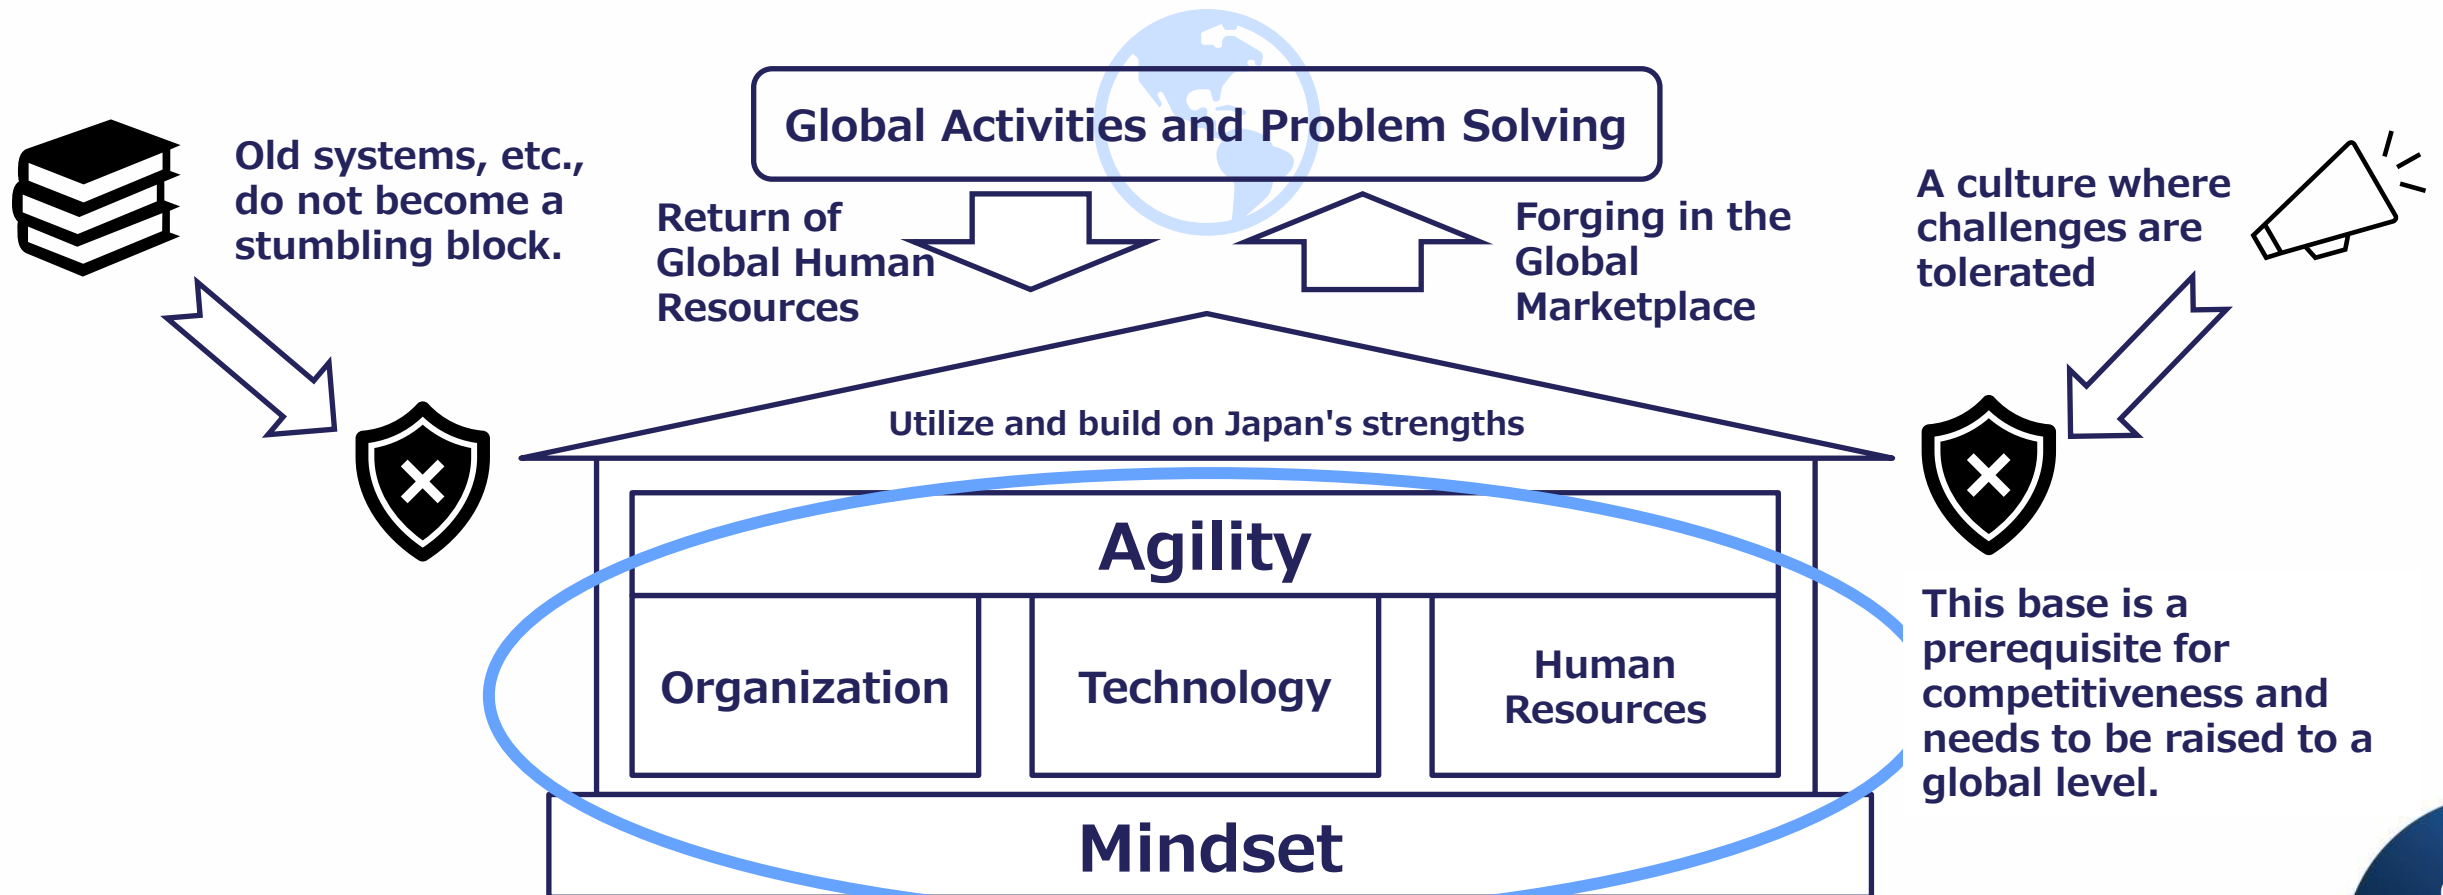 Global Activities and Problem Solving
Old systems, etc.,
do not become a
stumbling block.
Return of
Global Human
Resources
Forging in the
Global
Marketplace
A culture where
challenges are
tolerated
Utilize and build on Japan's strengths
Agility
Organization
Technology
Human
Resources
Mindset
This base is a
prerequisite for
competitiveness and
needs to be raised to a
global level.